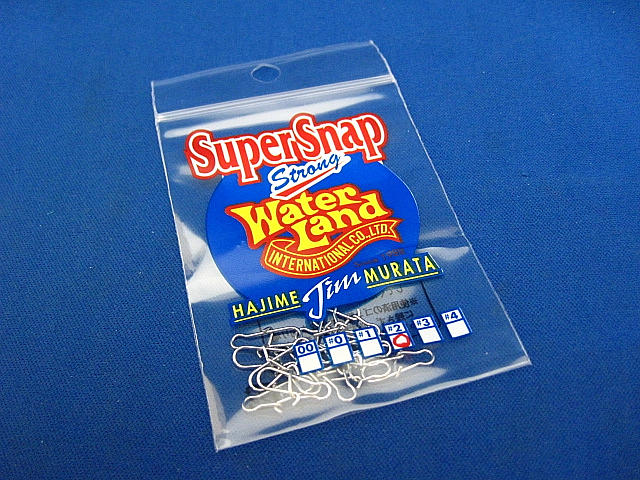 SuperSnap
Strong
Water
Land
INTERNATIONAL CO.,LTD.
HAJIME Jim MURATA
00 #0 #1 #2 #3 #4